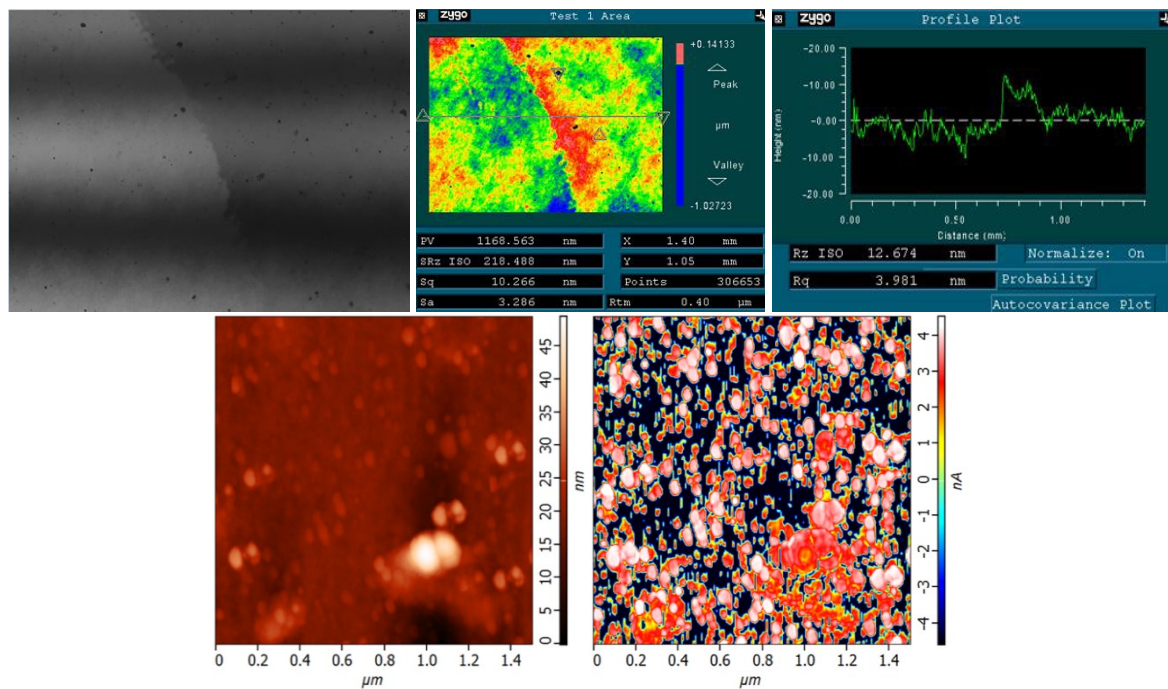 zygo Test 1 Area
+0.14133
Peak
µm
Valley
-1.02723
PV 1168.563 nm X 1.40 mm
SRz ISO 218.488 nm Y 1.05 mm
Sq 10.266 nm Points 306653
Sa 3.286 nm Rtm 0.40 µm
zygo Profile Plot
-20.00
-10.00
-0.00
-10.00
-20.00
Height (nm)
0.00 0.50 1.00
Distance (mm)
Rz ISO 12.674 nm Normalize: On
Rq 3.981 nm Probability
Autocovariance Plot
45
40
35
30
25
20
15
10
5
0
nm
0 0.2 0.4 0.6 0.8 1.0 1.2 1.4
µm
4
3
2
1
0
-1
-2
-3
-4
nA
0 0.2 0.4 0.6 0.8 1.0 1.2 1.4
µm